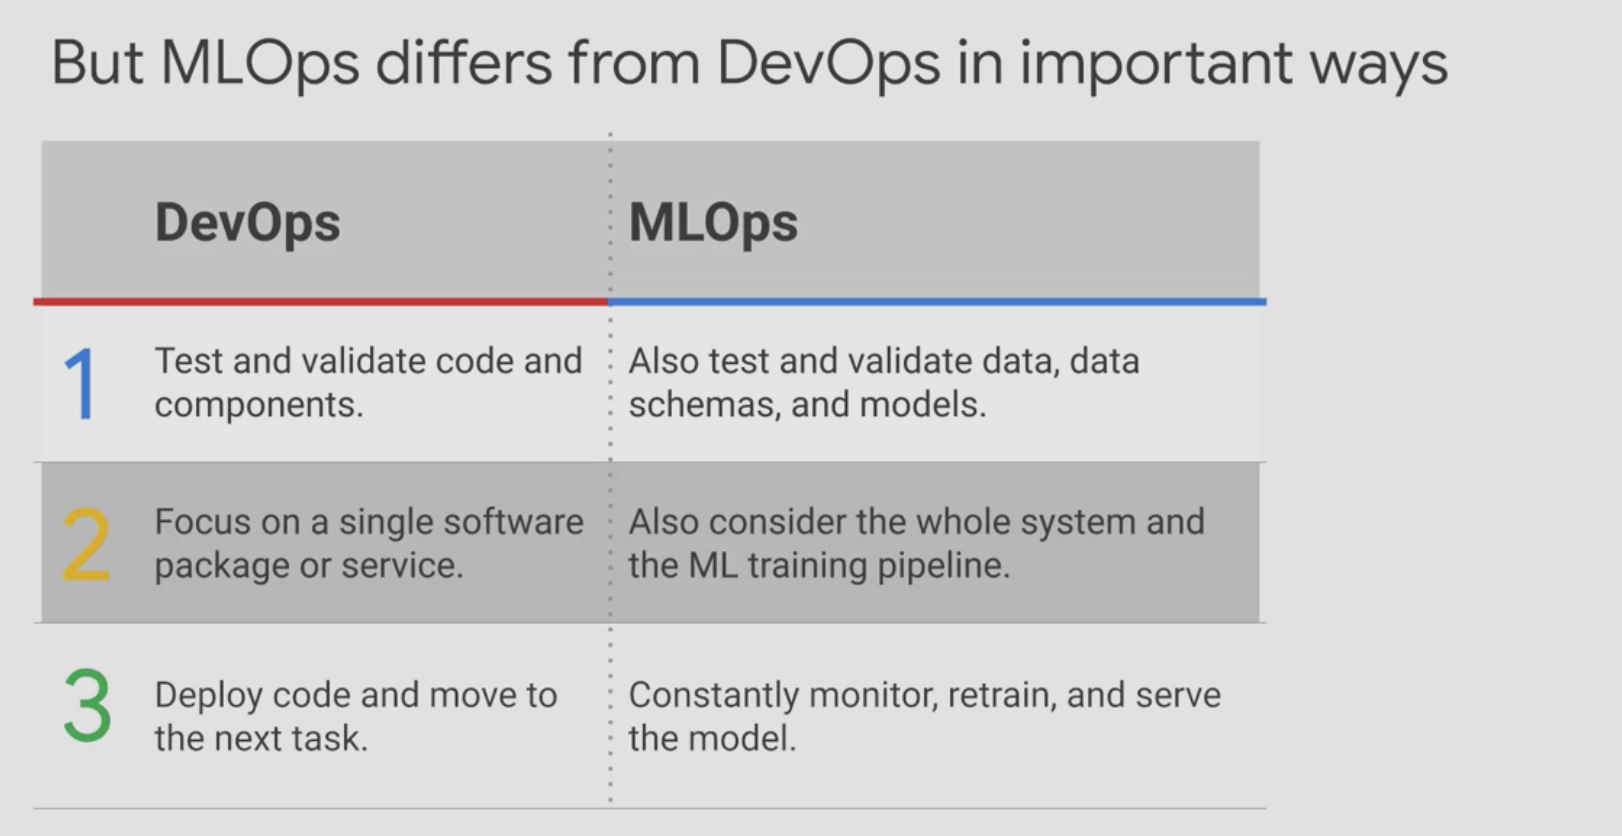 But MLOps differs from DevOps in important ways
DevOps
MLOps
1
Test and validate code and
components.
Also test and validate data, data
schemas, and models.
2
Focus on a single software
package or service.
Also consider the whole system and
the ML training pipeline.
3
Deploy code and move to
the next task.
Constantly monitor, retrain, and serve
the model.